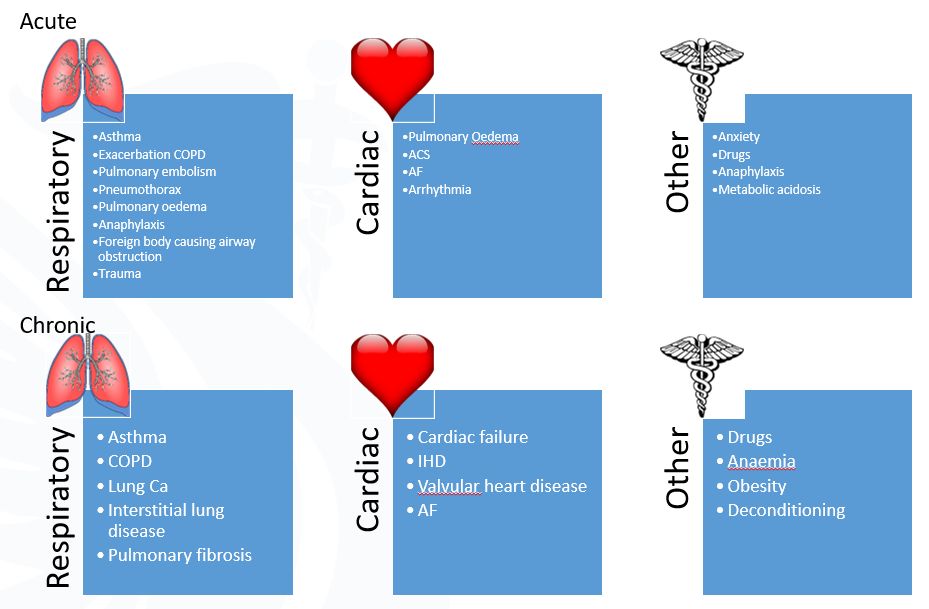 Acute
Respiratory
•Asthma
•Exacerbation COPD
•Pulmonary embolism
•Pneumothorax
•Pulmonary oedema
•Anaphylaxis
•Foreign body causing airway
obstruction
•Trauma
Cardiac
•Pulmonary Oedema
•ACS
•AF
•Arrhythmia
Other
•Anxiety
•Drugs
•Anaphylaxis
•Metabolic acidosis
Chronic
Respiratory
• Asthma
• COPD
• Lung Ca
• Interstitial lung
disease
• Pulmonary fibrosis
Cardiac
• Cardiac failure
• IHD
• Valvular heart disease
• AF
Other
• Drugs
• Anaemia
• Obesity
• Deconditioning